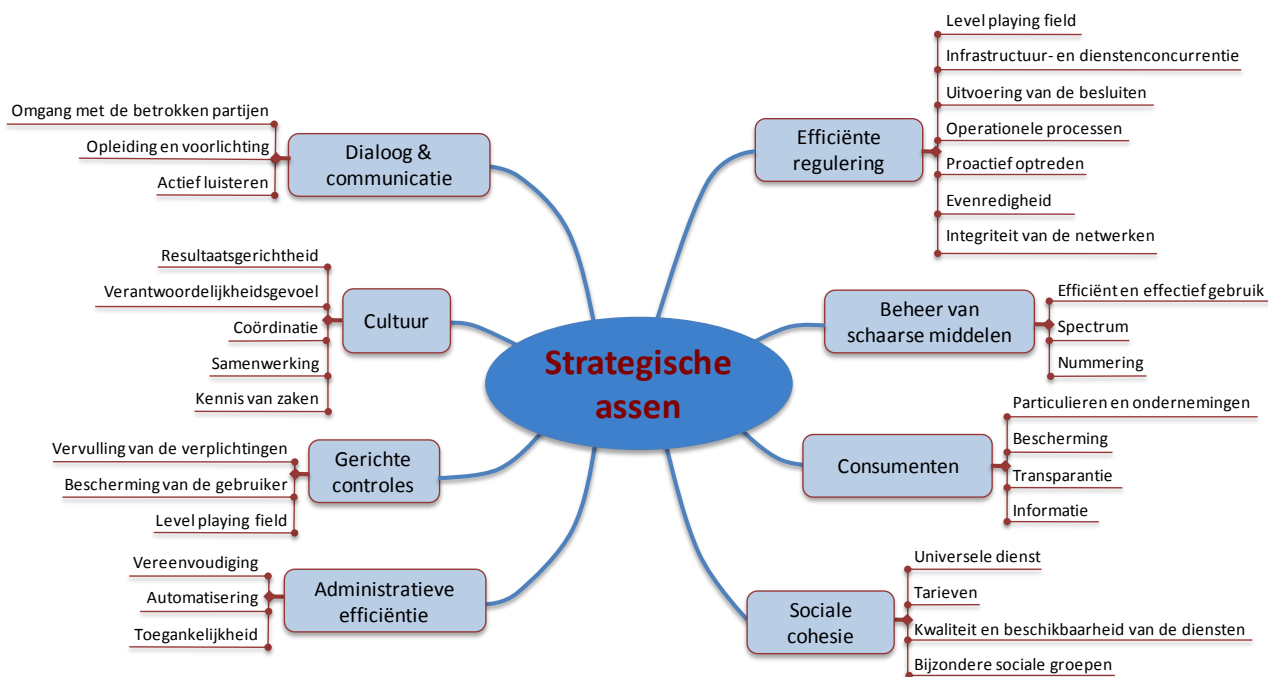 Strategische
assen
Dialoog &
communicatie
Omgang met de betrokken partijen
Opleiding en voorlichting
Actief luisteren
Cultuur
Resultaatsgerichtheid
Verantwoordelijkheidsgevoel
Coördinatie
Samenwerking
Kennis van zaken
Gerichte
controles
Vervulling van de verplichtingen
Bescherming van de gebruiker
Level playing field
Administratieve
efficiëntie
Vereenvoudiging
Automatisering
Toegankelijkheid
Efficiënte
regulering
Level playing field
Infrastructuur- en dienstenconcurrentie
Uitvoering van de besluiten
Operationele processen
Proactief optreden
Evenredigheid
Integriteit van de netwerken
Beheer van
schaarse middelen
Efficiënt en effectief gebruik
Spectrum
Nummering
Consumenten
Particulieren en ondernemingen
Bescherming
Transparantie
Informatie
Sociale
cohesie
Universele dienst
Tarieven
Kwaliteit en beschikbaarheid van de diensten
Bijzondere sociale groepen